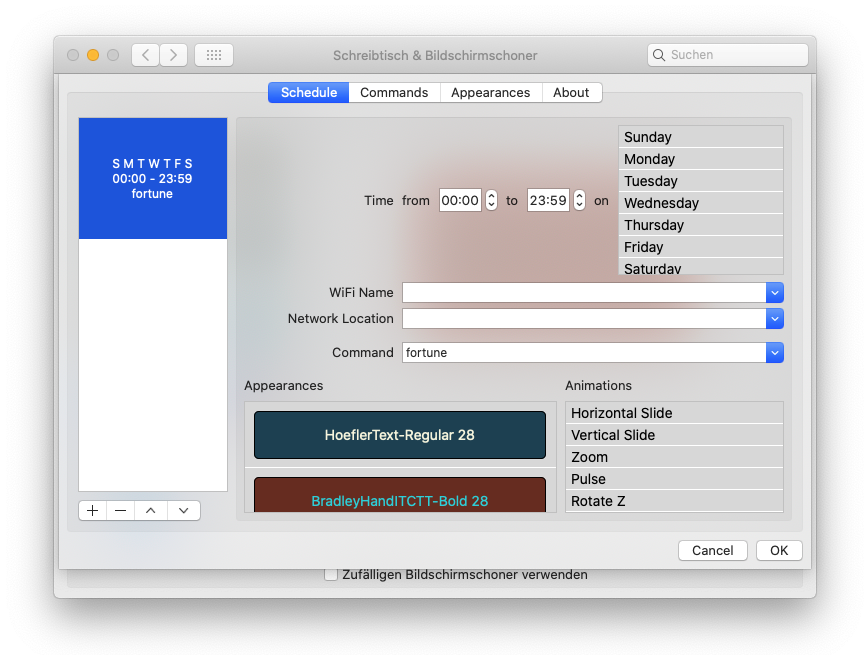 Schreibtisch & Bildschirmschoner
Suchen
Schedule Commands Appearances About
S M T W T F S
00:00 - 23:59
fortune
Time from 00:00 to 23:59 on
Sunday
Monday
Tuesday
Wednesday
Thursday
Friday
Saturday
WiFi Name
Network Location
Command fortune
Appearances
HoeflerText-Regular 28
BradleyHandITCTT-Bold 28
Animations
Horizontal Slide
Vertical Slide
Zoom
Pulse
Rotate Z
Cancel OK
Zufälligen Bildschirmschoner verwenden